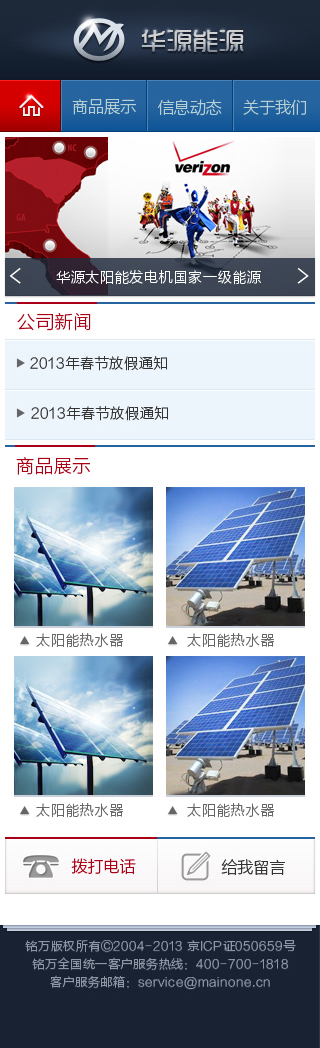 华源能源
商品展示 信息动态 关于我们
NC
GA
verizon
华源太阳能发电机国家一级能源
公司新闻
2013年春节放假通知
2013年春节放假通知
商品展示
太阳能热水器 太阳能热水器
太阳能热水器 太阳能热水器
拨打电话 给我留言
铭万版权所有©2004-2013 京ICP证050659号
铭万全国统一客户服务热线：400-700-1818
客户服务邮箱：service@mainone.cn